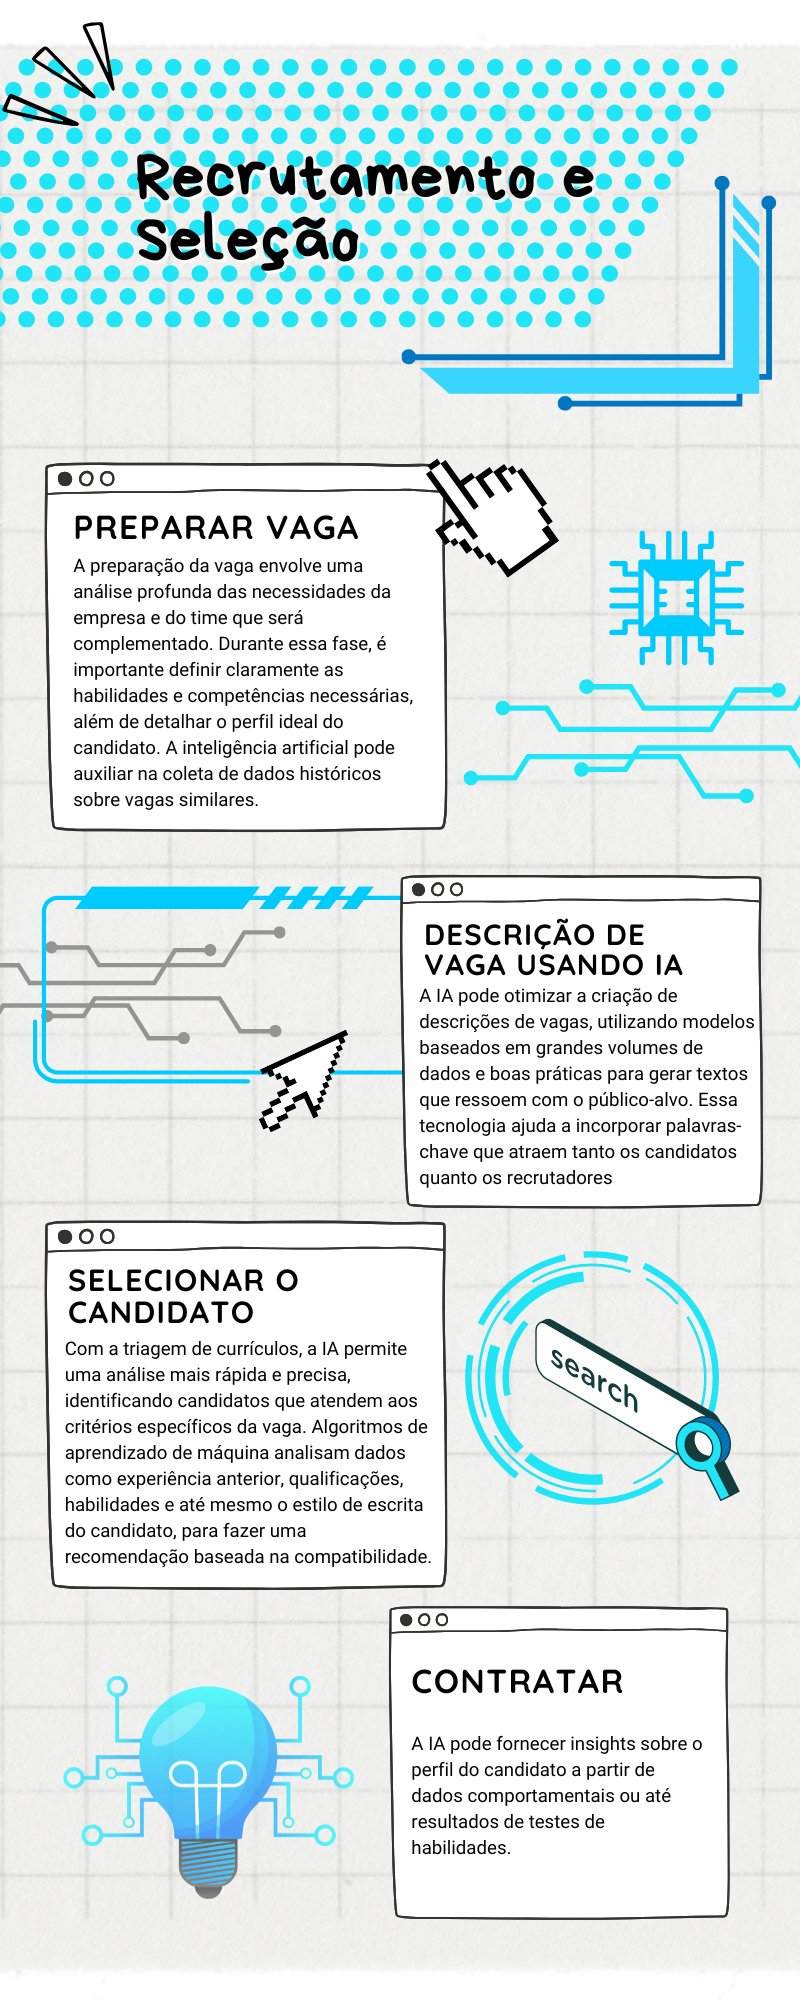 Recrutamento e
Seleção
PREPARAR VAGA
A preparação da vaga envolve uma
análise profunda das necessidades da
empresa e do time que será
complementado. Durante essa fase, é
importante definir claramente as
habilidades e competências necessárias,
além de detalhar o perfil ideal do
candidato. A inteligência artificial pode
auxiliar na coleta de dados históricos
sobre vagas similares.
DESCRIÇÃO DE
VAGA USANDO IA
A IA pode otimizar a criação de
descrições de vagas, utilizando modelos
baseados em grandes volumes de
dados e boas práticas para gerar textos
que ressoem com o público-alvo. Essa
tecnologia ajuda a incorporar palavras-
chave que atraem tanto os candidatos
quanto os recrutadores
SELECIONAR O
CANDIDATO
Com a triagem de currículos, a IA permite
uma análise mais rápida e precisa,
identificando candidatos que atendem aos
critérios específicos da vaga. Algoritmos de
aprendizado de máquina analisam dados
como experiência anterior, qualificações,
habilidades e até mesmo o estilo de escrita
do candidato, para fazer uma
recomendação baseada na compatibilidade.
search
CONTRATAR
A IA pode fornecer insights sobre o
perfil do candidato a partir de
dados comportamentais ou até
resultados de testes de
habilidades.